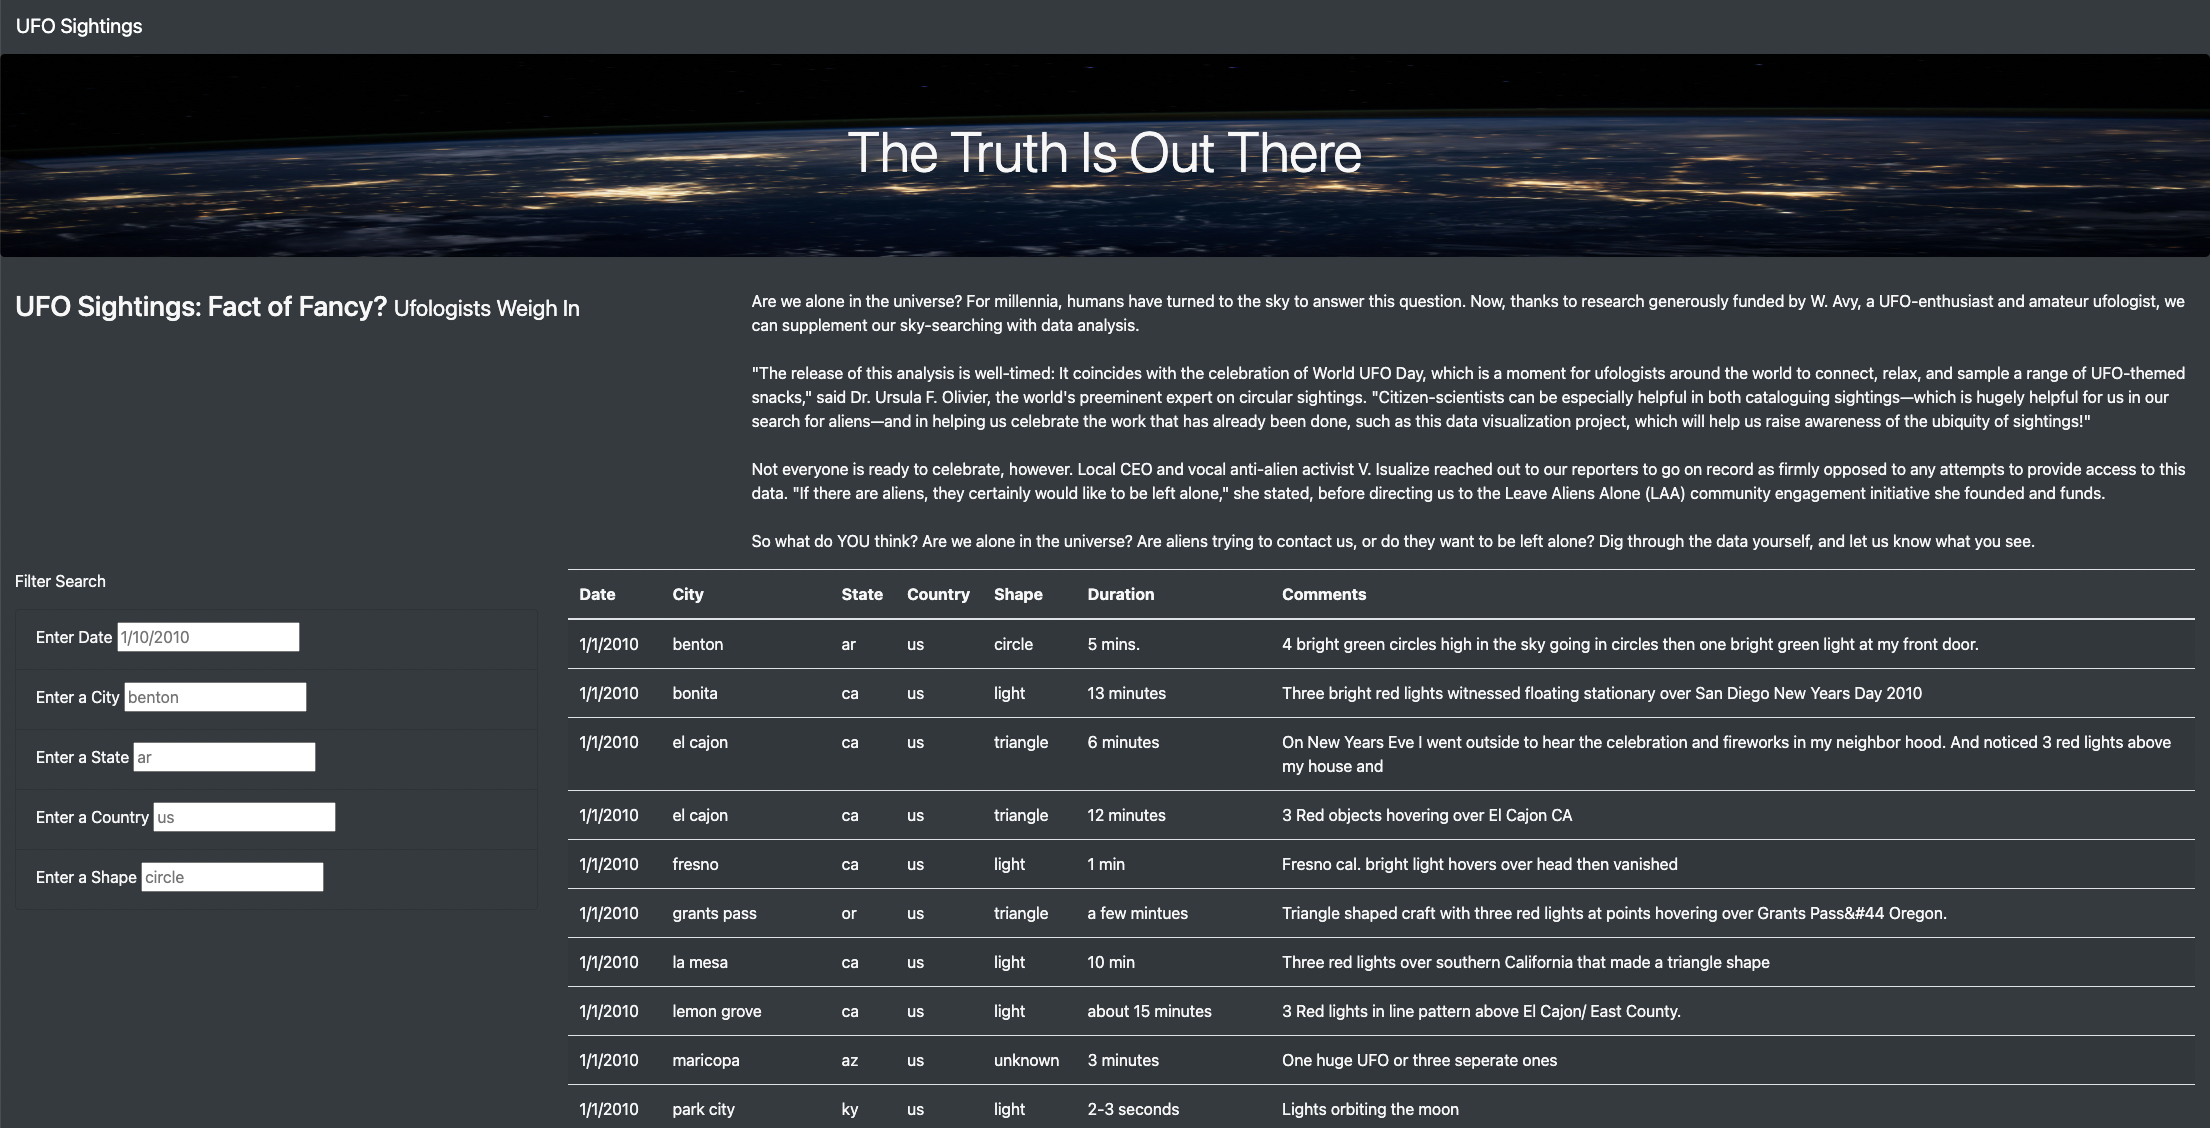 UFO Sightings
The Truth Is Out There
UFO Sightings: Fact of Fancy? Ufologists Weigh In
Are we alone in the universe? For millennia, humans have turned to the sky to answer this question. Now, thanks to research generously funded by W. Avy, a UFO-enthusiast and amateur ufologist, we
can supplement our sky-searching with data analysis.
"The release of this analysis is well-timed: It coincides with the celebration of World UFO Day, which is a moment for ufologists around the world to connect, relax, and sample a range of UFO-themed
snacks," said Dr. Ursula F. Olivier, the world's preeminent expert on circular sightings. "Citizen-scientists can be especially helpful in both cataloguing sightings—which is hugely helpful for us in our
search for aliens—and in helping us celebrate the work that has already been done, such as this data visualization project, which will help us raise awareness of the ubiquity of sightings!"
Not everyone is ready to celebrate, however. Local CEO and vocal anti-alien activist V. Isualize reached out to our reporters to go on record as firmly opposed to any attempts to provide access to this
data. "If there are aliens, they certainly would like to be left alone," she stated, before directing us to the Leave Aliens Alone (LAA) community engagement initiative she founded and funds.
So what do YOU think? Are we alone in the universe? Are aliens trying to contact us, or do they want to be left alone? Dig through the data yourself, and let us know what you see.
Filter Search
Enter Date 1/10/2010
Enter a City benton
Enter a State ar
Enter a Country us
Enter a Shape circle
Date City State Country Shape Duration Comments
1/1/2010 benton ar us circle 5 mins. 4 bright green circles high in the sky going in circles then one bright green light at my front door.
1/1/2010 bonita ca us light 13 minutes Three bright red lights witnessed floating stationary over San Diego New Years Day 2010
1/1/2010 el cajon ca us triangle 6 minutes On New Years Eve I went outside to hear the celebration and fireworks in my neighbor hood. And noticed 3 red lights above
my house and
1/1/2010 el cajon ca us triangle 12 minutes 3 Red objects hovering over El Cajon CA
1/1/2010 fresno ca us light 1 min Fresno cal. bright light hovers over head then vanished
1/1/2010 grants pass or us triangle a few mintues Triangle shaped craft with three red lights at points hovering over Grants Pass&#44 Oregon.
1/1/2010 la mesa ca us light 10 min Three red lights over southern California that made a triangle shape
1/1/2010 lemon grove ca us light about 15 minutes 3 Red lights in line pattern above El Cajon/ East County.
1/1/2010 maricopa az us unknown 3 minutes One huge UFO or three seperate ones
1/1/2010 park city ky us light 2-3 seconds Lights orbiting the moon